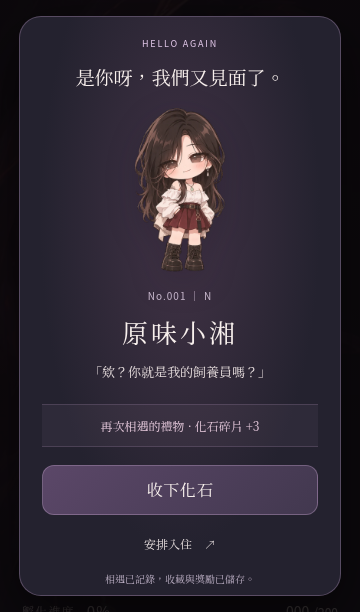 HELLO AGAIN
是你呀，我們又見面了。
No.001 | N
原味小湘
「欸？你就是我的飼養員嗎？」
再次相遇的禮物 · 化石碎片 +3
收下化石
安排入住 ↗
相遇已記錄，收藏與獎勵已儲存。